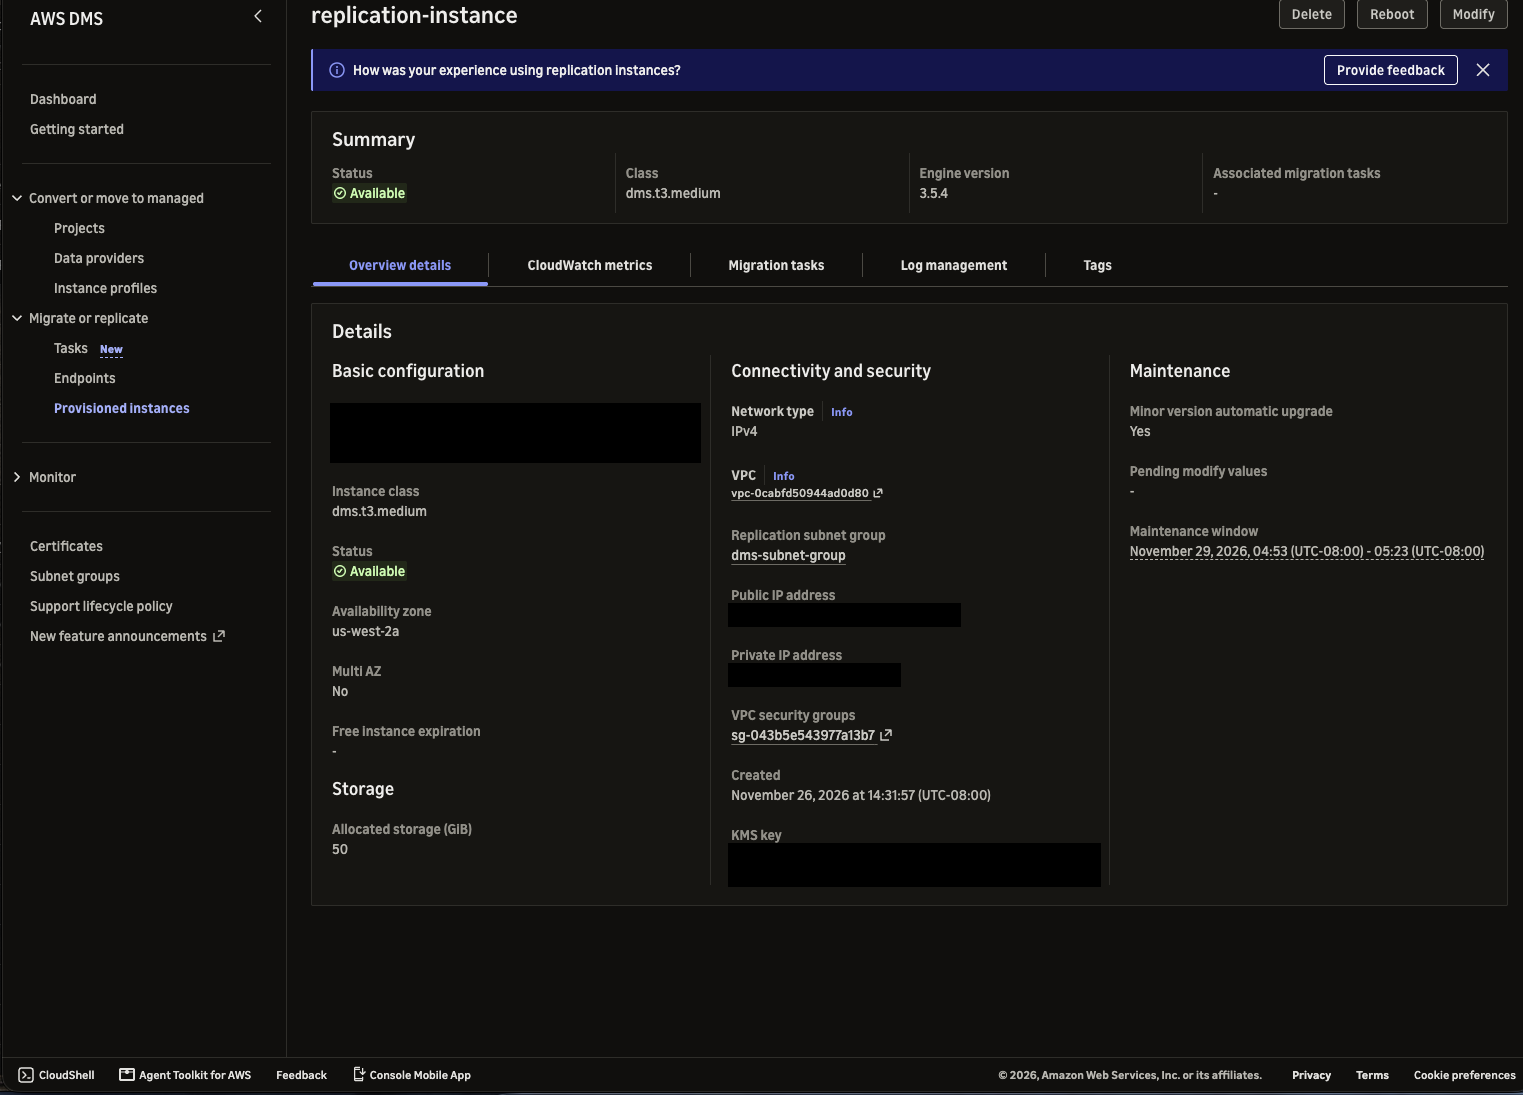 AWS DMS
Dashboard
Getting started
Convert or move to managed
Projects
Data providers
Instance profiles
Migrate or replicate
Tasks New
Endpoints
Provisioned instances
Monitor
Certificates
Subnet groups
Support lifecycle policy
New feature announcements
replication-instance
Delete
Reboot
Modify
How was your experience using replication instances?
Provide feedback
Summary
Status
Available
Class
dms.t3.medium
Engine version
3.5.4
Associated migration tasks
-
Overview details
CloudWatch metrics
Migration tasks
Log management
Tags
Details
Basic configuration
Instance class
dms.t3.medium
Status
Available
Availability zone
us-west-2a
Multi AZ
No
Free instance expiration
-
Storage
Allocated storage (GiB)
50
Connectivity and security
Network type Info
IPv4
VPC Info
vpc-0cabfd50944ad0d80
Replication subnet group
dms-subnet-group
Public IP address
Private IP address
VPC security groups
sg-043b5e543977a13b7
Created
November 26, 2026 at 14:31:57 (UTC-08:00)
KMS key
Maintenance
Minor version automatic upgrade
Yes
Pending modify values
-
Maintenance window
November 29, 2026, 04:53 (UTC-08:00) - 05:23 (UTC-08:00)
CloudShell
Agent Toolkit for AWS
Feedback
Console Mobile App
© 2026, Amazon Web Services, Inc. or its affiliates.
Privacy
Terms
Cookie preferences